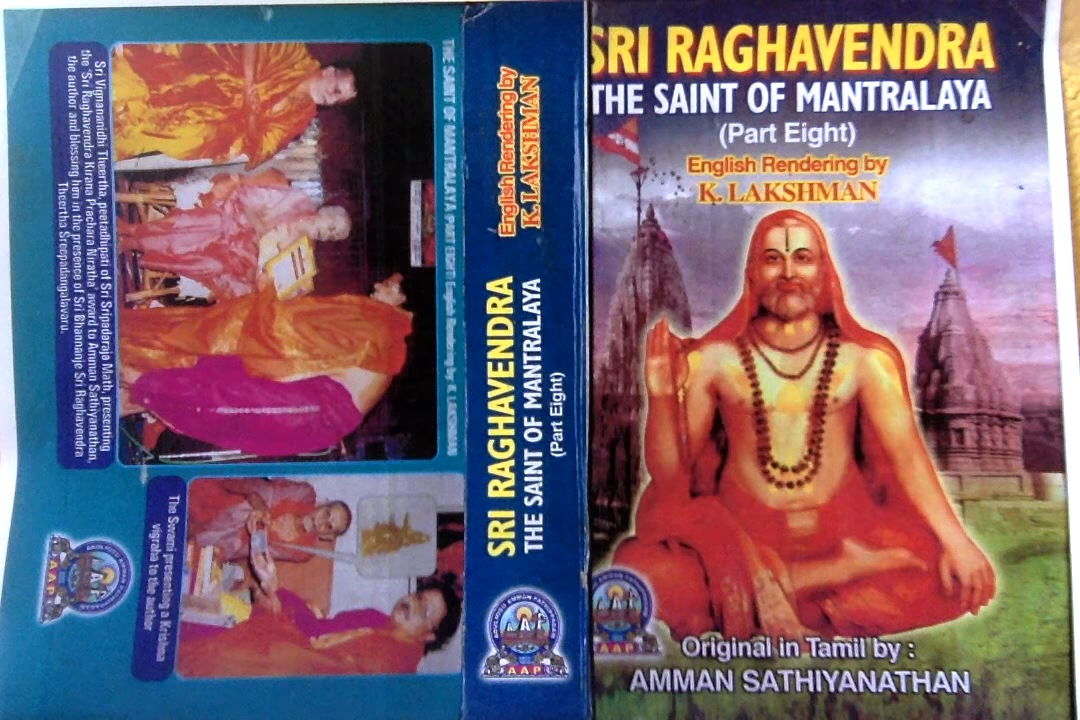 SRI RAGHAVENDRA
THE SAINT OF MANTRALAYA
(Part Eight)
English Rendering by
K. LAKSHMAN
Original in Tamil by :
AMMAN SATHIYANATHAN
SRI RAGHAVENDRA
THE SAINT OF MANTRALAYA
(Part Eight)
English Rendering by
K. LAKSHMAN
AAP
THE SAINT OF MANTRALAYA (PART EIGHT) English Rendering by K. LAKSHMAN
Sri Vignananidhi Theertha, peetadhipati of Sri Sripadaraja Math, presenting
the 'Sri Raghavendra Kirana Prachara Niratha' award to Amman Sathiyanathan,
the author and blessing him in the presence of Sri Bhannanje Sri Raghavendra
Theertha Sreepadangalavaru.
The Swami presenting a Krishna
vigraha to the author
AAP